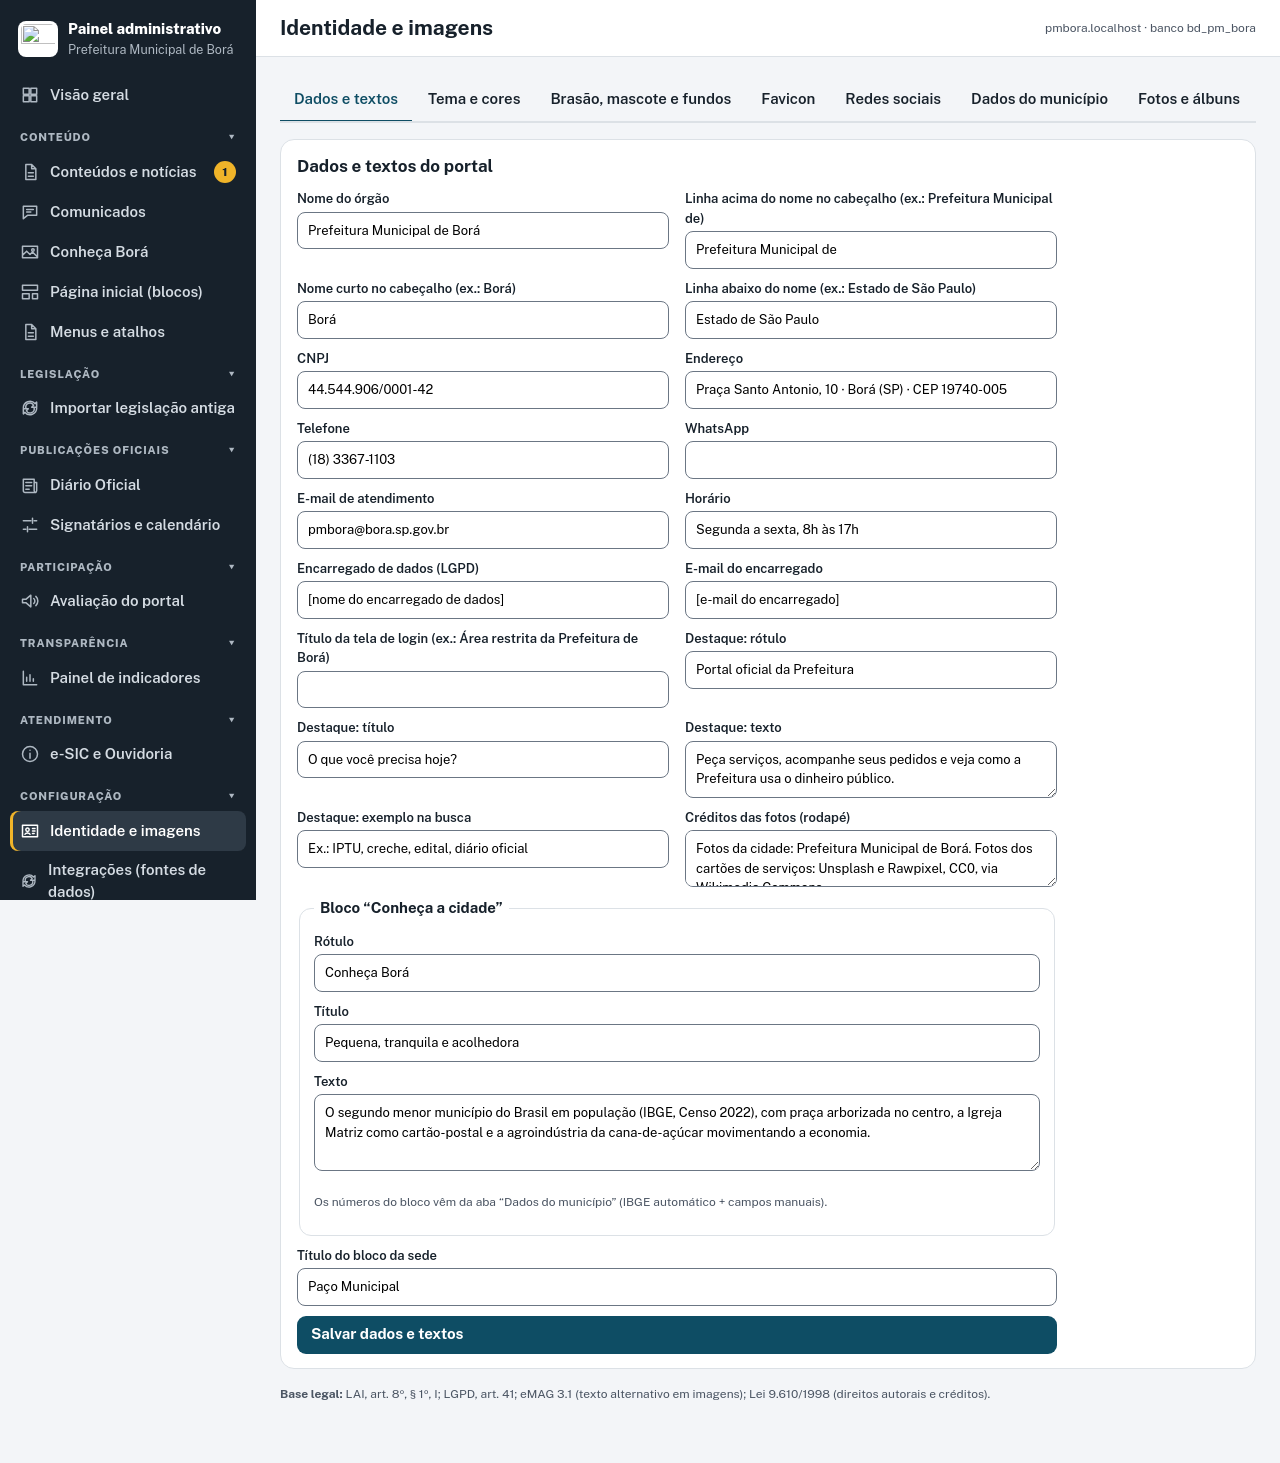 Painel administrativo
Prefeitura Municipal de Borá
Visão geral
CONTEÚDO
Conteúdos e notícias 1
Comunicados
Conheça Borá
Página inicial (blocos)
Menus e atalhos
LEGISLAÇÃO
Importar legislação antiga
PUBLICAÇÕES OFICIAIS
Diário Oficial
Signatários e calendário
PARTICIPAÇÃO
Avaliação do portal
TRANSPARÊNCIA
Painel de indicadores
ATENDIMENTO
e-SIC e Ouvidoria
CONFIGURAÇÃO
Identidade e imagens
Integrações (fontes de
dados)
Identidade e imagens
pmbora.localhost · banco bd_pm_bora
Dados e textos
Tema e cores
Brasão, mascote e fundos
Favicon
Redes sociais
Dados do município
Fotos e álbuns
Dados e textos do portal
Nome do órgão
Prefeitura Municipal de Borá
Linha acima do nome no cabeçalho (ex.: Prefeitura Municipal
de)
Prefeitura Municipal de
Nome curto no cabeçalho (ex.: Borá)
Borá
Linha abaixo do nome (ex.: Estado de São Paulo)
Estado de São Paulo
CNPJ
44.544.906/0001-42
Endereço
Praça Santo Antonio, 10 · Borá (SP) · CEP 19740-005
Telefone
(18) 3367-1103
WhatsApp
E-mail de atendimento
pmbora@bora.sp.gov.br
Horário
Segunda a sexta, 8h às 17h
Encarregado de dados (LGPD)
[nome do encarregado de dados]
E-mail do encarregado
[e-mail do encarregado]
Título da tela de login (ex.: Área restrita da Prefeitura de
Borá)
Destaque: rótulo
Portal oficial da Prefeitura
Destaque: título
O que você precisa hoje?
Destaque: texto
Peça serviços, acompanhe seus pedidos e veja como a
Prefeitura usa o dinheiro público.
Destaque: exemplo na busca
Ex.: IPTU, creche, edital, diário oficial
Créditos das fotos (rodapé)
Fotos da cidade: Prefeitura Municipal de Borá. Fotos dos
cartões de serviços: Unsplash e Rawpixel, CC0, via
Wikimedia Commons
Bloco “Conheça a cidade”
Rótulo
Conheça Borá
Título
Pequena, tranquila e acolhedora
Texto
O segundo menor município do Brasil em população (IBGE, Censo 2022), com praça arborizada no centro, a Igreja
Matriz como cartão-postal e a agroindústria da cana-de-açúcar movimentando a economia.
Os números do bloco vêm da aba “Dados do município” (IBGE automático + campos manuais).
Título do bloco da sede
Paço Municipal
Salvar dados e textos
Base legal: LAI, art. 8º, § 1º, I; LGPD, art. 41; eMAG 3.1 (texto alternativo em imagens); Lei 9.610/1998 (direitos autorais e créditos).